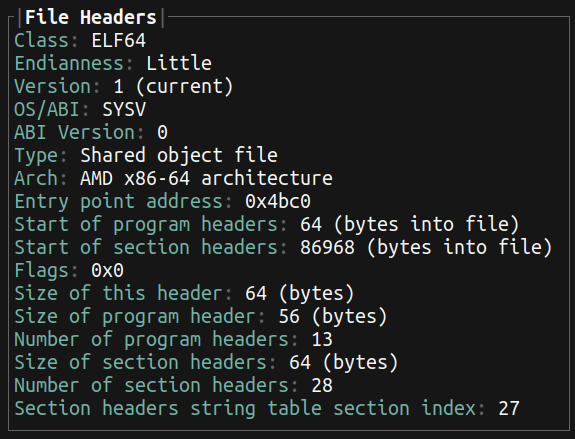 File Headers
Class: ELF64
Endianness: Little
Version: 1 (current)
OS/ABI: SYSV
ABI Version: 0
Type: Shared object file
Arch: AMD x86-64 architecture
Entry point address: 0x4bc0
Start of program headers: 64 (bytes into file)
Start of section headers: 86968 (bytes into file)
Flags: 0x0
Size of this header: 64 (bytes)
Size of program header: 56 (bytes)
Number of program headers: 13
Size of section headers: 64 (bytes)
Number of section headers: 28
Section headers string table section index: 27